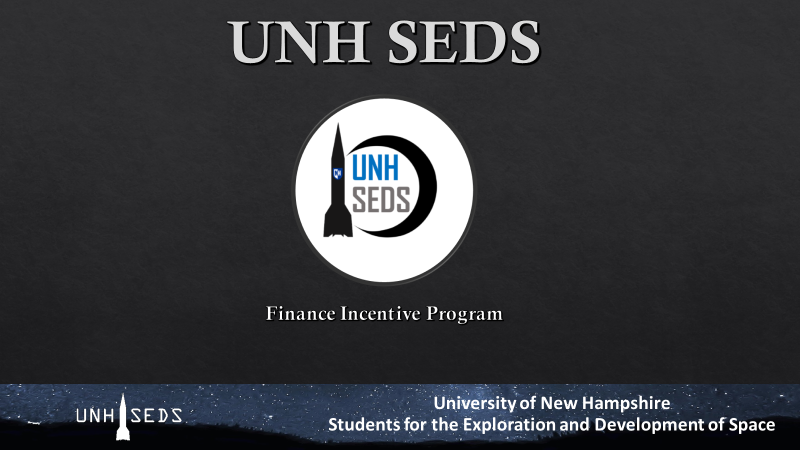 UNH SEDS
UNH
SEDS
Finance Incentive Program
UNH SEDS
University of New Hampshire
Students for the Exploration and Development of Space